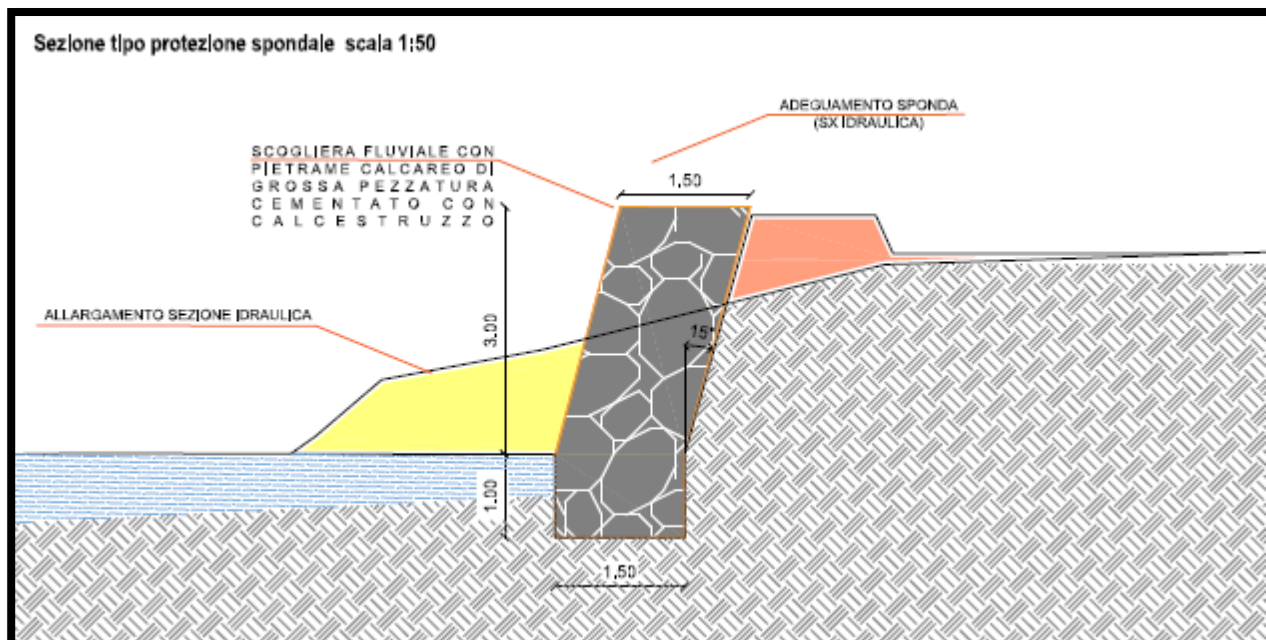 Sezione tipo protezione spondale scala 1:50
ADEGUAMENTO SPONDA
(SX IDRAULICA)
SCOGLIERA FLUVIALE CON
PIETRAME CALCAREO DI
GROSSA PEZZATURA
CEMENTATO CON
CALCESTRUZZO
1,50
ALLARGAMENTO SEZIONE IDRAULICA
3.00
15°
1.00
1,50